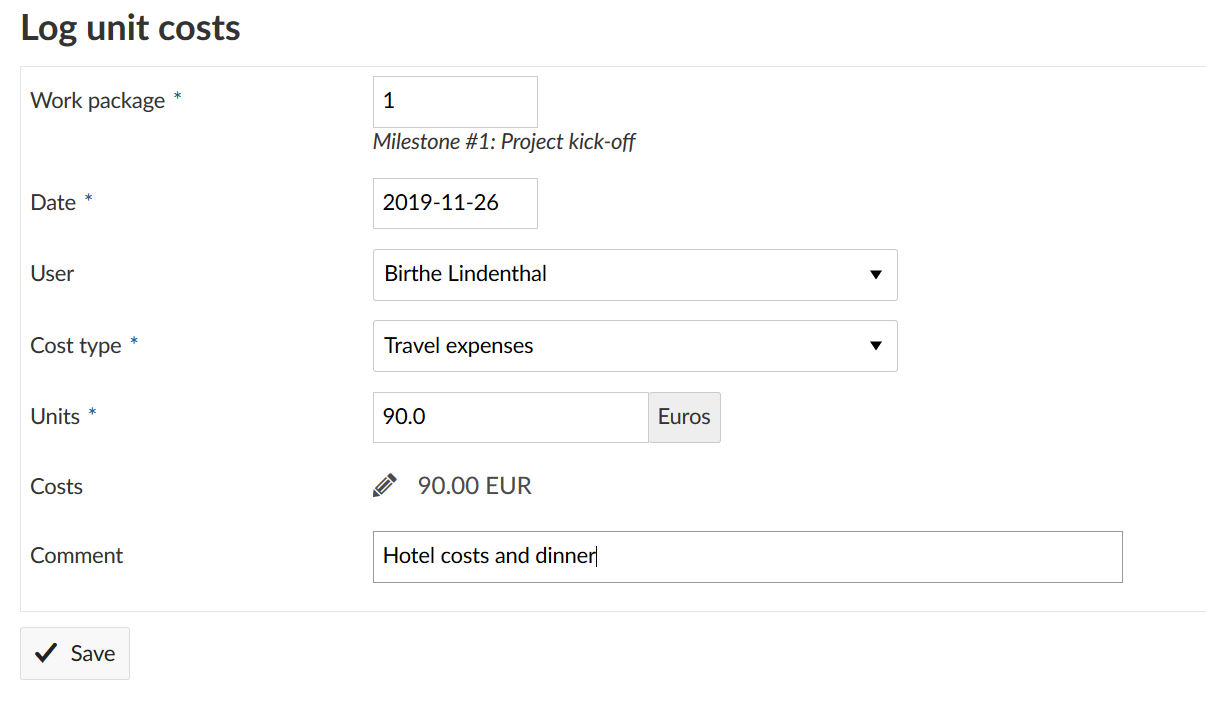 Log unit costs
Work package * 1
Milestone #1: Project kick-off
Date * 2019-11-26
User Birthe Lindenthal
Cost type * Travel expenses
Units * 90.0 Euros
Costs 90.00 EUR
Comment Hotel costs and dinner
Save